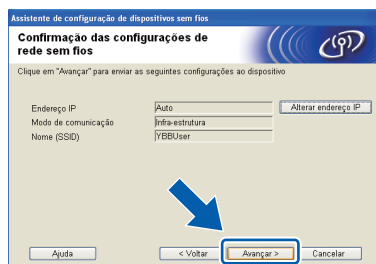 Assistente de configuração de dispositivos sem fios
Confirmação das configurações de
rede sem fios
Clique em "Avançar" para enviar as seguintes configurações ao dispositivo
Endereço IP Auto Alterar endereço IP
Modo de comunicação Infra-estrutura
Nome (SSID) YBBUser
Ajuda < Voltar Avançar > Cancelar